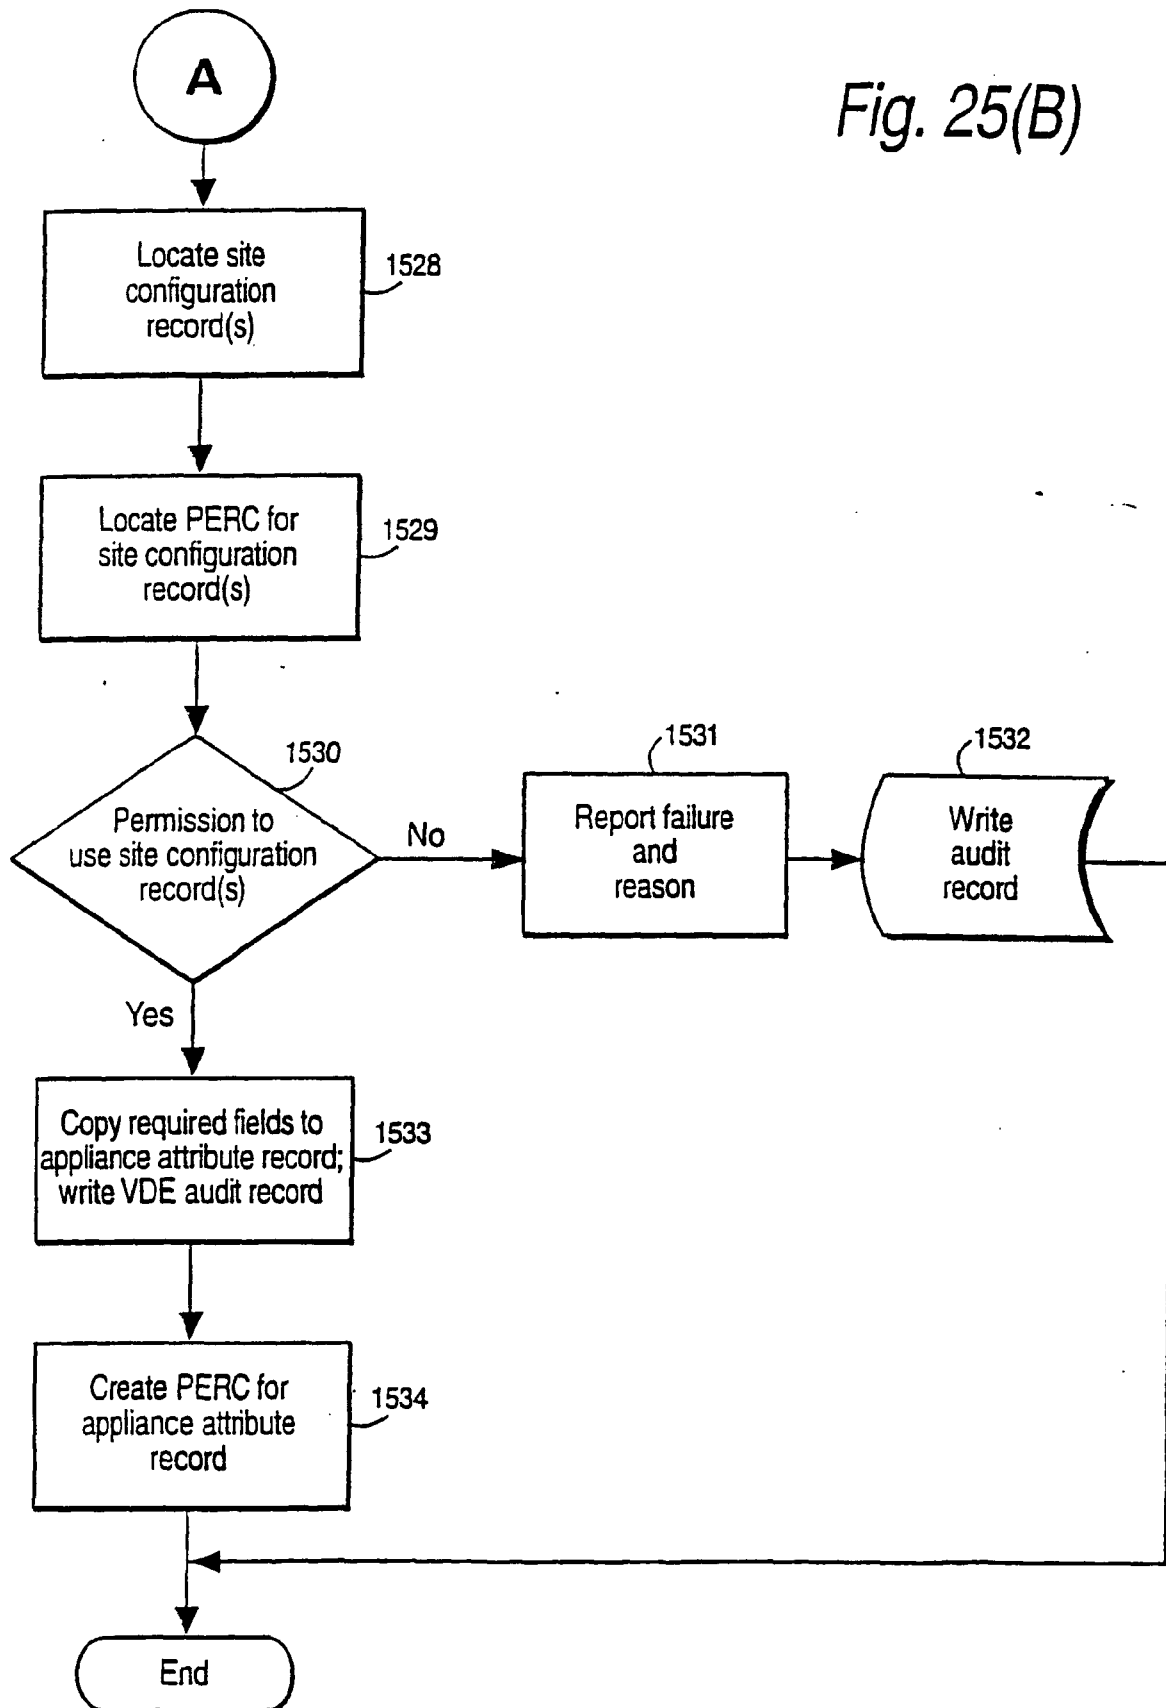 A
Fig. 25(B)
Locate site
configuration
record(s)
1528
Locate PERC for
site configuration
record(s)
1529
1530
Permission to
use site configuration
record(s)
No
1531
Report failure
and
reason
1532
Write
audit
record
Yes
Copy required fields to
appliance attribute record;
write VDE audit record
1533
Create PERC for
appliance attribute
record
1534
End